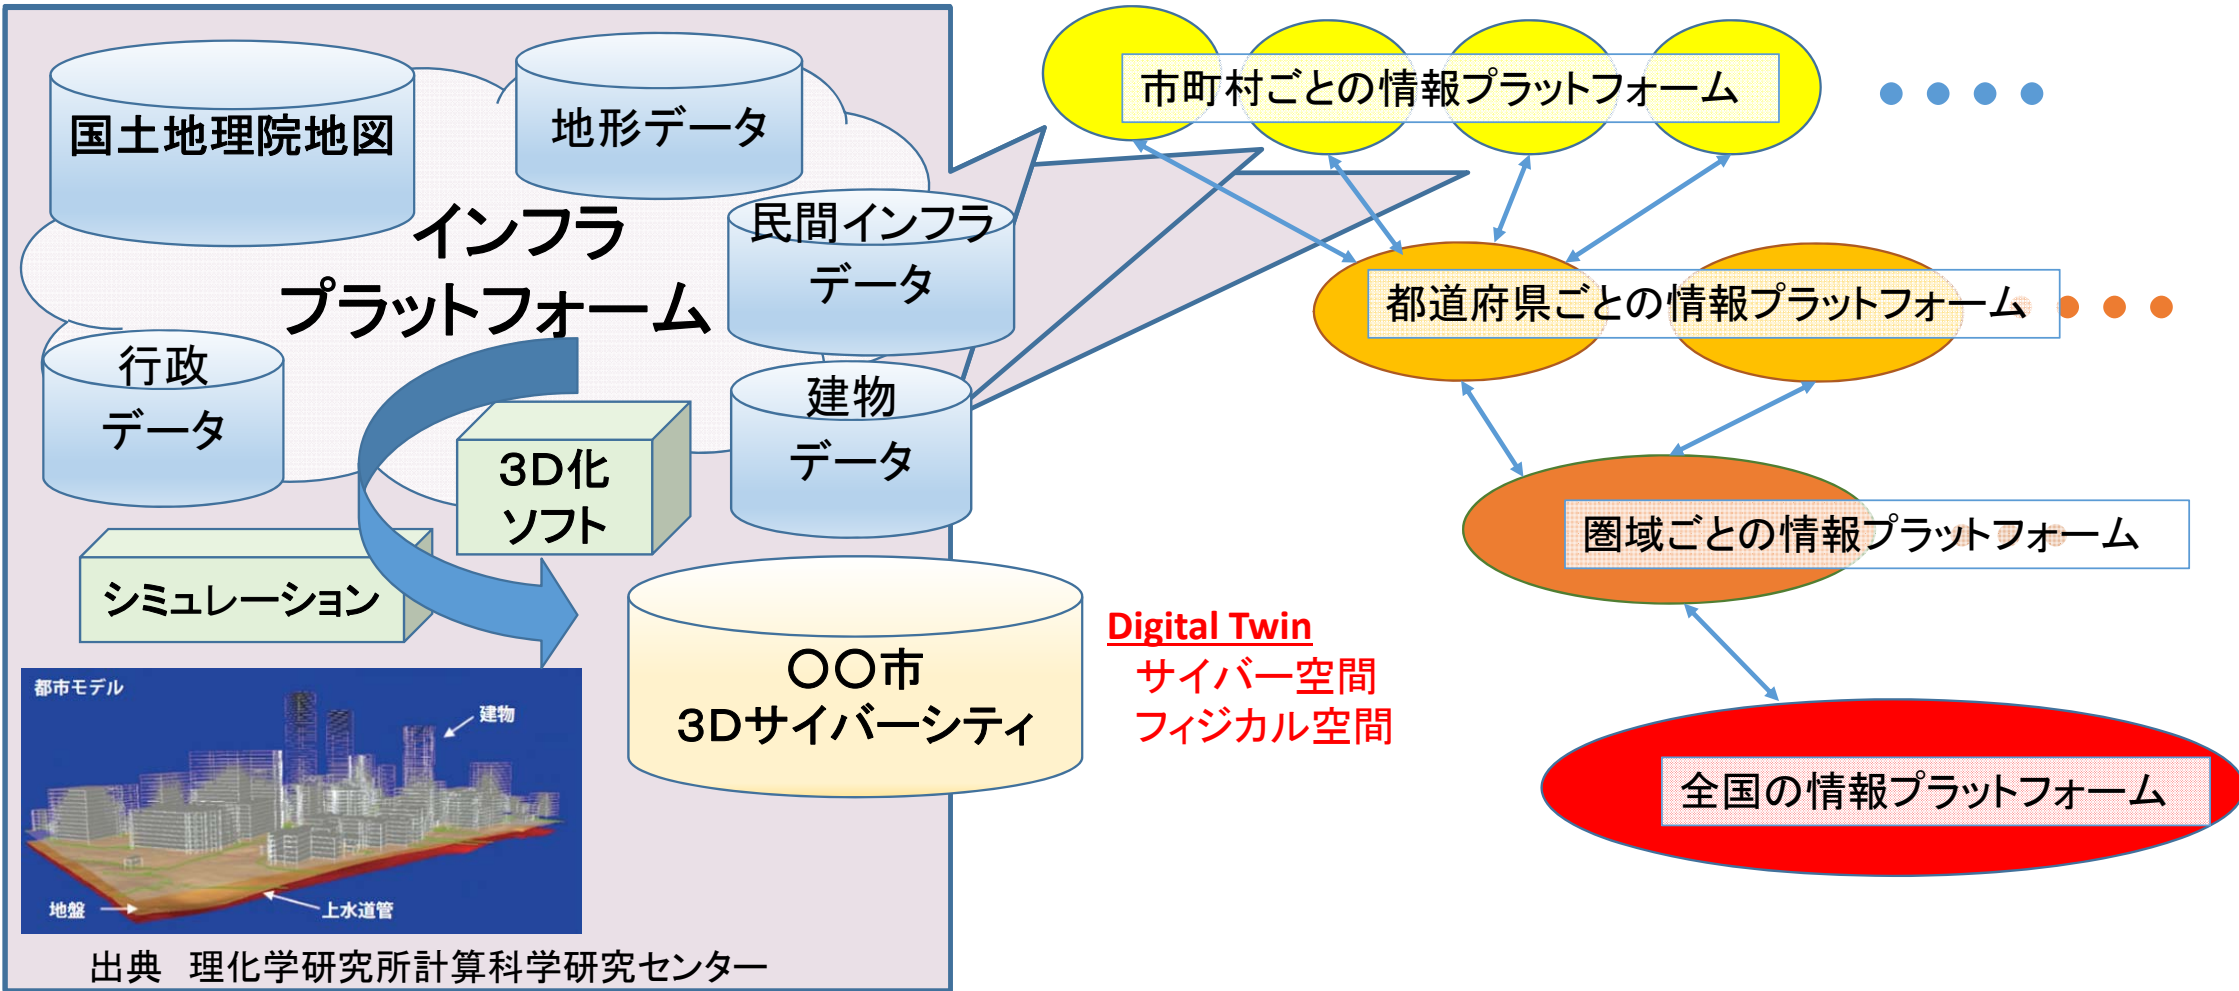 国土地理院地図
地形データ
インフラ
プラットフォーム
民間インフラ
データ
行政
データ
建物
データ
3D化
ソフト
シミュレーション
〇〇市
3Dサイバーシティ
都市モデル
建物
地盤
上水道管
出典　理化学研究所計算科学研究センター
Digital Twin
サイバー空間
フィジカル空間
市町村ごとの情報プラットフォーム
都道府県ごとの情報プラットフォーム
圏域ごとの情報プラットフォーム
全国の情報プラットフォーム